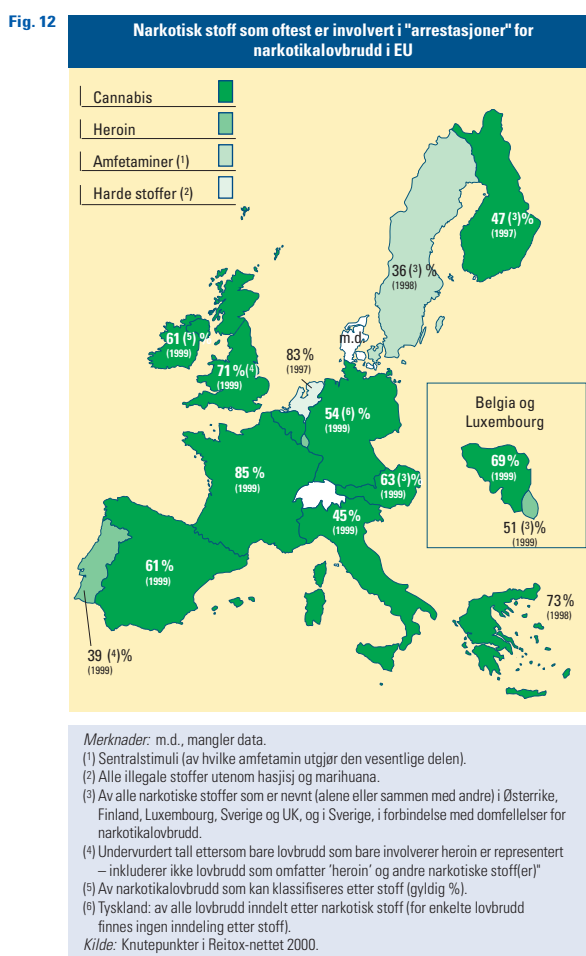 Fig. 12
Narkotisk stoff som oftest er involvert i "arrestasjoner" for
narkotikalovbrudd i EU
Cannabis
Heroin
Amfetaminer (¹)
Harde stoffer (²)
47 (³)%
(1997)
36 (³) %
(1998)
m.d.
61 (⁵) %
(1999)
71 %(⁴)
(1999)
83 %
(1997)
54 (⁶) %
(1999)
Belgia og
Luxembourg
69 %
(1999)
51 (³)%
(1999)
85 %
(1999)
63 (³)%
(1999)
45 %
(1999)
61 %
(1999)
73 %
(1998)
39 (⁴)%
(1999)
Merknader: m.d., mangler data.
(¹) Sentralstimuli (av hvilke amfetamin utgjør den vesentlige delen).
(²) Alle illegale stoffer utenom hasjisj og marihuana.
(³) Av alle narkotiske stoffer som er nevnt (alene eller sammen med andre) i Østerrike,
Finland, Luxembourg, Sverige og UK, og i Sverige, i forbindelse med domfellelser for
narkotikalovbrudd.
(⁴) Undervurdert tall ettersom bare lovbrudd som bare involverer heroin er representert
– inkluderer ikke lovbrudd som omfatter 'heroin' og andre narkotiske stoff(er)"
(⁵) Av narkotikalovbrudd som kan klassifiseres etter stoff (gyldig %).
(⁶) Tyskland: av alle lovbrudd inndelt etter narkotisk stoff (for enkelte lovbrudd
finnes ingen inndeling etter stoff).
Kilde: Knutepunkter i Reitox-nettet 2000.